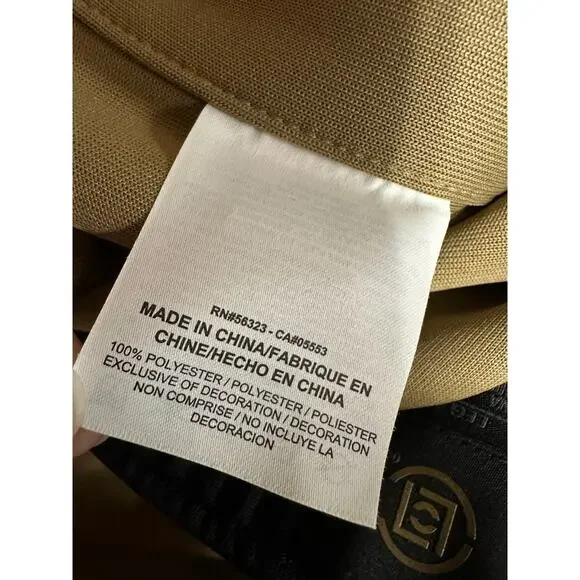 RN#56323 - CA#05553
MADE IN CHINA/FABRIQUE EN
CHINE/HECHO EN CHINA
100% POLYESTER / POLYESTER / POLIESTER
EXCLUSIVE OF DECORATION / DECORATION
NON COMPRISE / NO INCLUYE LA
DECORACION